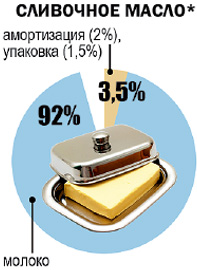 СЛИВОЧНОЕ МАСЛО*
амортизация (2%),
упаковка (1,5%)
92%
3,5%
молоко